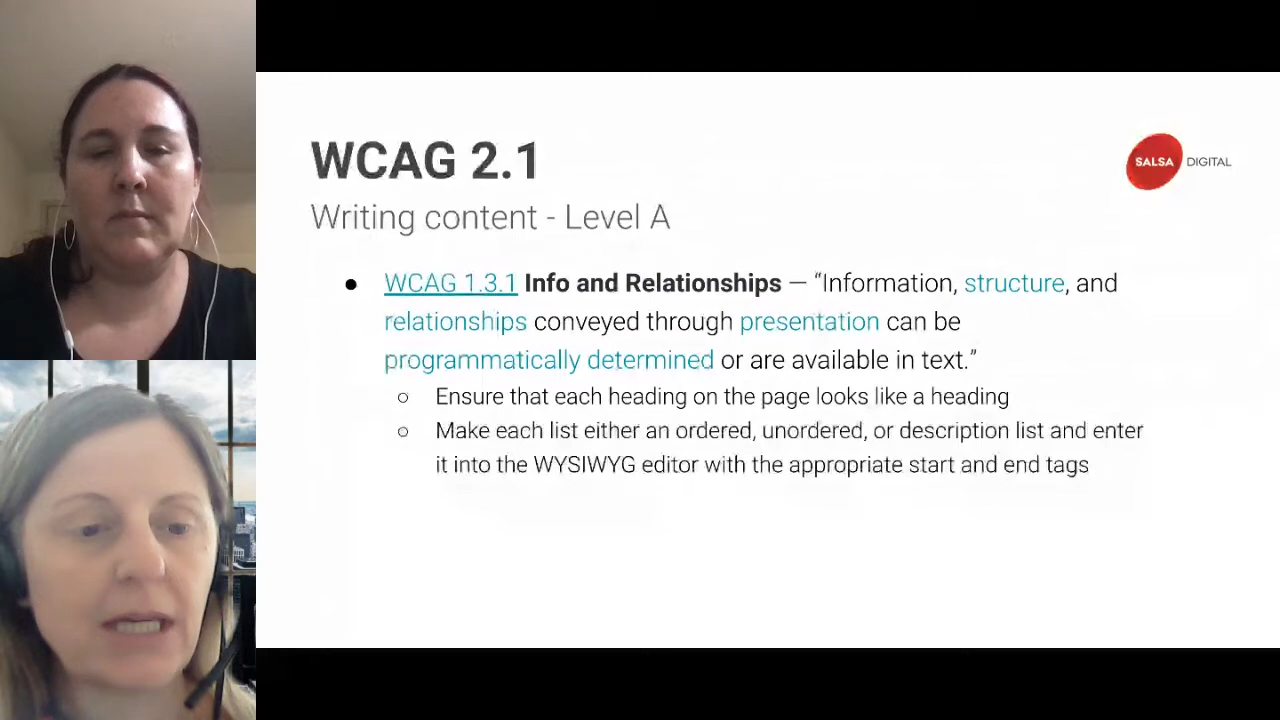 WCAG 2.1
SALSA DIGITAL
Writing content - Level A
● WCAG 1.3.1 Info and Relationships — “Information, structure, and
relationships conveyed through presentation can be
programmatically determined or are available in text.”
○ Ensure that each heading on the page looks like a heading
○ Make each list either an ordered, unordered, or description list and enter
it into the WYSIWYG editor with the appropriate start and end tags